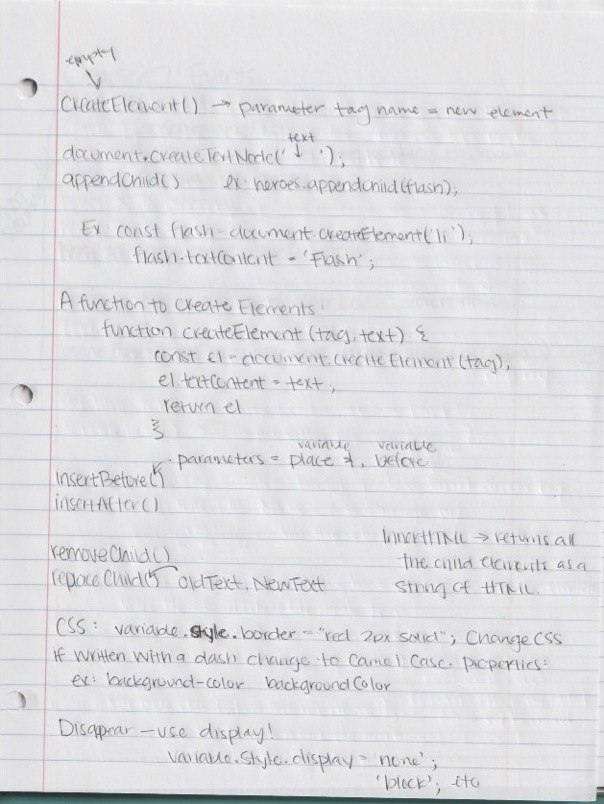 empty
createElement() → parameter tag name = new element
text
document.createTextNode(' ↓ ');
appendChild() ex: heroes.appendChild(flash);
Ex: const flash = document.createElement('li');
flash.textContent = 'Flash';
A function to create Elements:
function createElement (tag, text) {
const el = document.createElement(tag);
el.textContent = text;
return el
}
variable variable
parameters = place it, before
insertBefore()
insertAfter()
innerHTML → returns all
the child elements as a
string of HTML.
removeChild()
repaceChild() oldText, NewText
CSS: variable.style.border = "red 2px solid"; Change CSS
If written with a dash change to Camel Case properties:
ex: background-color backgroundColor
Disappear - use display!
variable.style.display = 'none';
'block'; etc